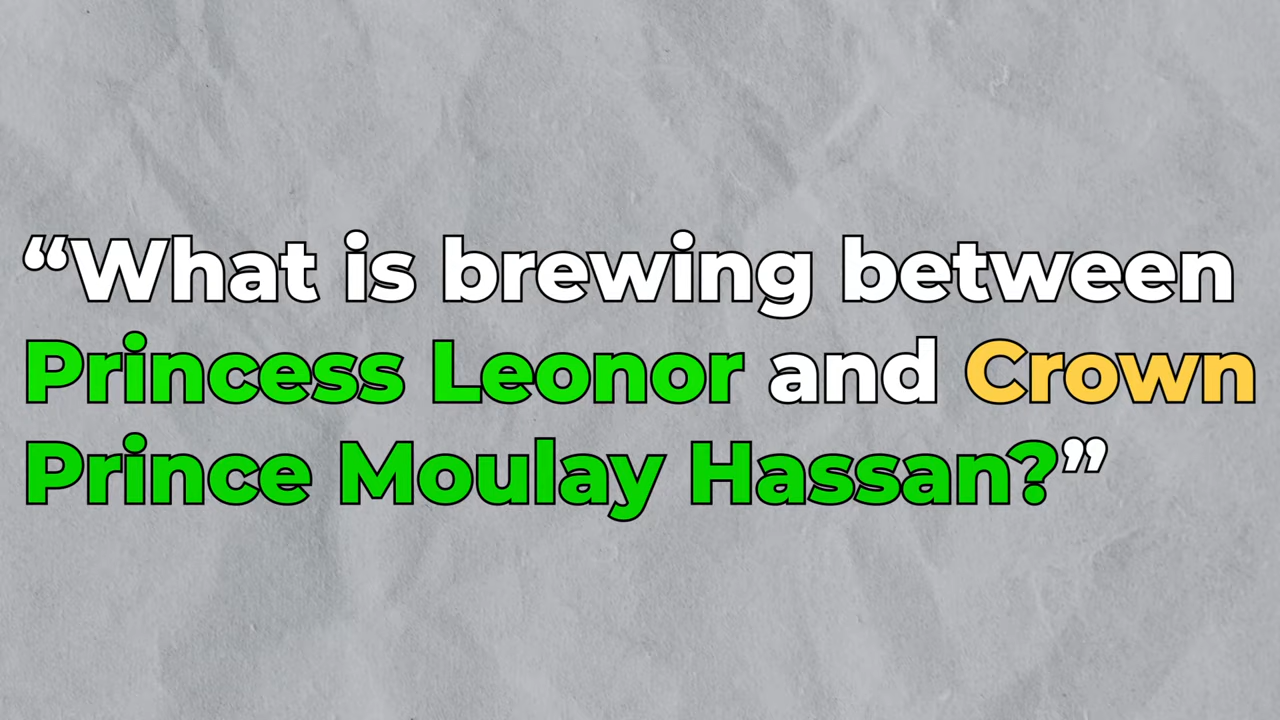 “What is brewing between
Princess Leonor and Crown
Prince Moulay Hassan?”